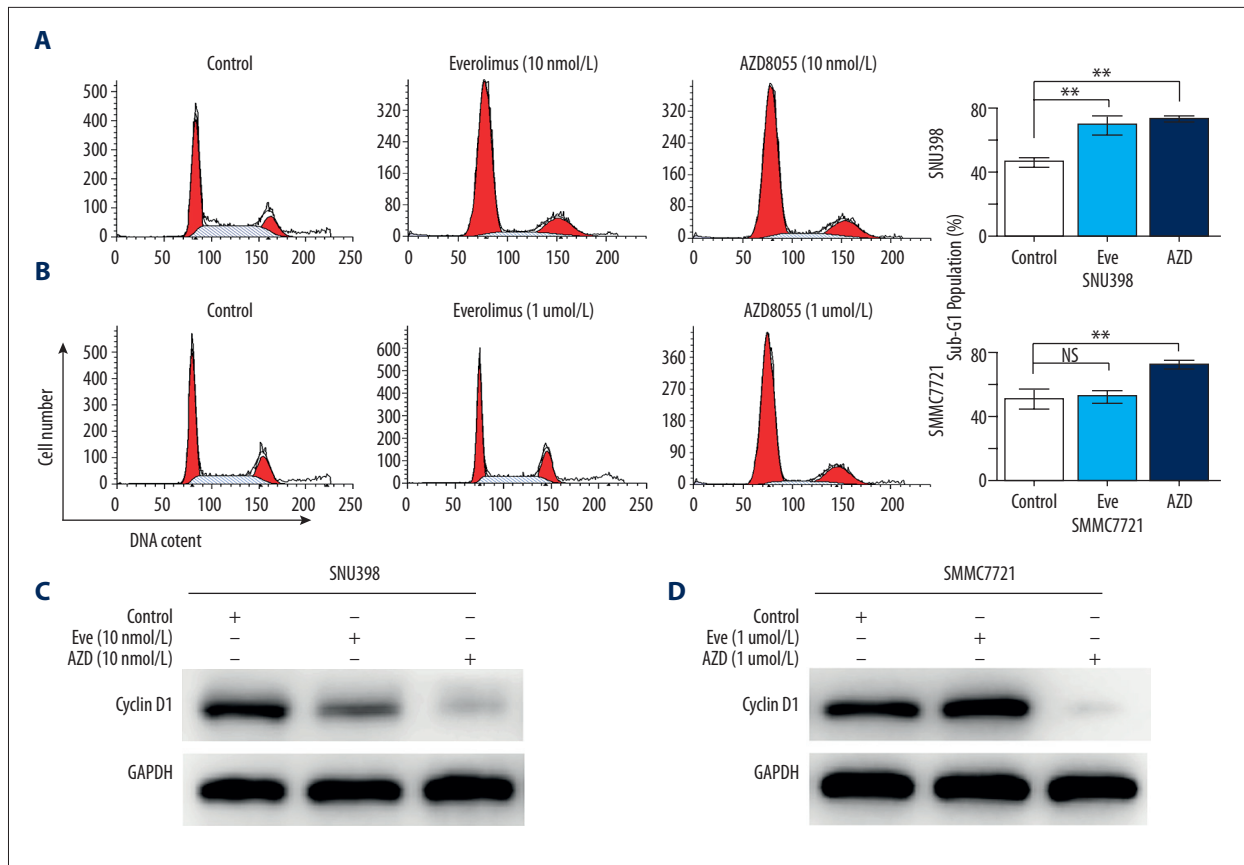 A
Control
Everolimus (10 nmol/L)
AZD8055 (10 nmol/L)
500
400
300
200
100
0
0 50 100 150 200 250
320
240
160
80
0
0 50 100 150 200
320
240
160
80
0
0 50 100 150 200
** **
80
40
0
SNU398
Control Eve AZD
SNU398
Sub-G1 Population (%)
B
Control
Everolimus (1 umol/L)
AZD8055 (1 umol/L)
Cell number
500
400
300
200
100
0
0 50 100 150 200 250
DNA cotent
600
500
400
300
200
100
0
0 50 100 150 200 250
360
270
180
90
0
0 50 100 150 200
**
NS
80
40
0
SMMC7721
Control Eve AZD
SMMC7721
C
SNU398
Control + – –
Eve (10 nmol/L) – + –
AZD (10 nmol/L) – – +
Cyclin D1
GAPDH
D
SMMC7721
Control + – –
Eve (1 umol/L) – + –
AZD (1 umol/L) – – +
Cyclin D1
GAPDH